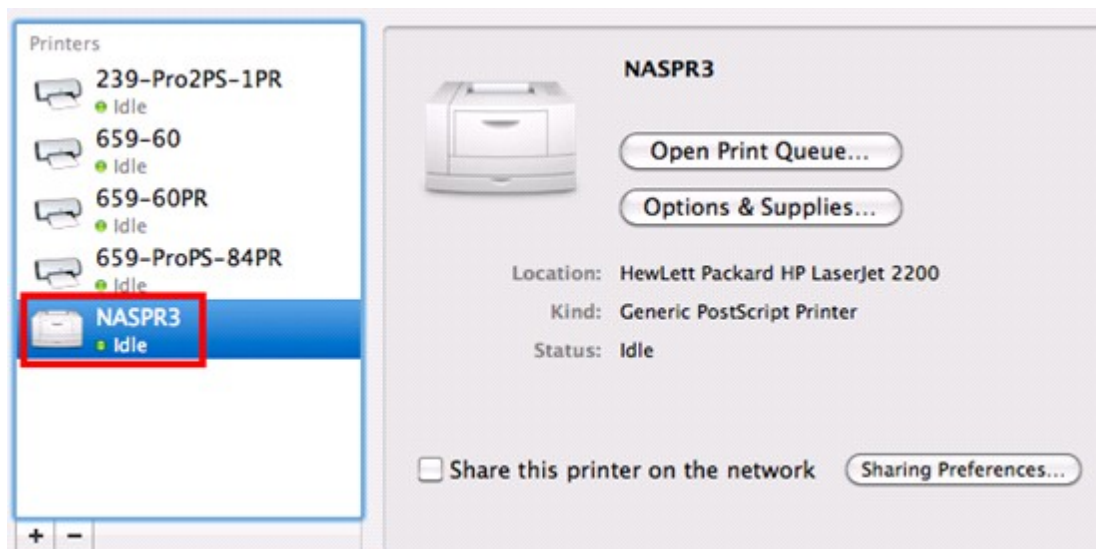 Printers
239-Pro2PS-1PR
Idle
659-60
Idle
659-60PR
Idle
659-ProPS-84PR
Idle
NASPR3
Idle
+ -
NASPR3
Open Print Queue...
Options & Supplies...
Location: HewLett Packard HP LaserJet 2200
Kind: Generic PostScript Printer
Status: Idle
Share this printer on the network
Sharing Preferences...